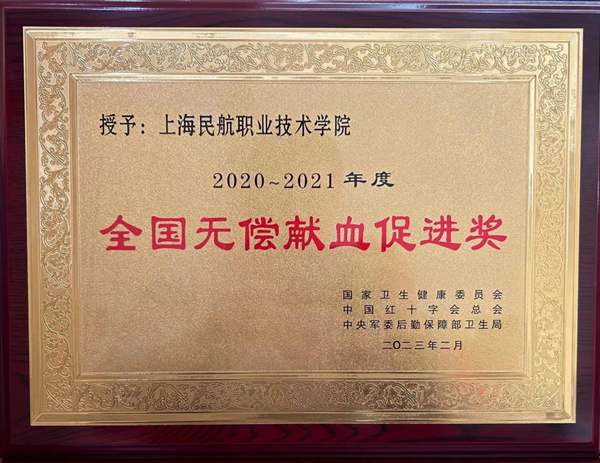 授予：上海民航职业技术学院
2020~2021年度
全国无偿献血促进奖
国家卫生健康委员会
中国红十字会总会
中央军委后勤保障部卫生局
二〇二三年二月